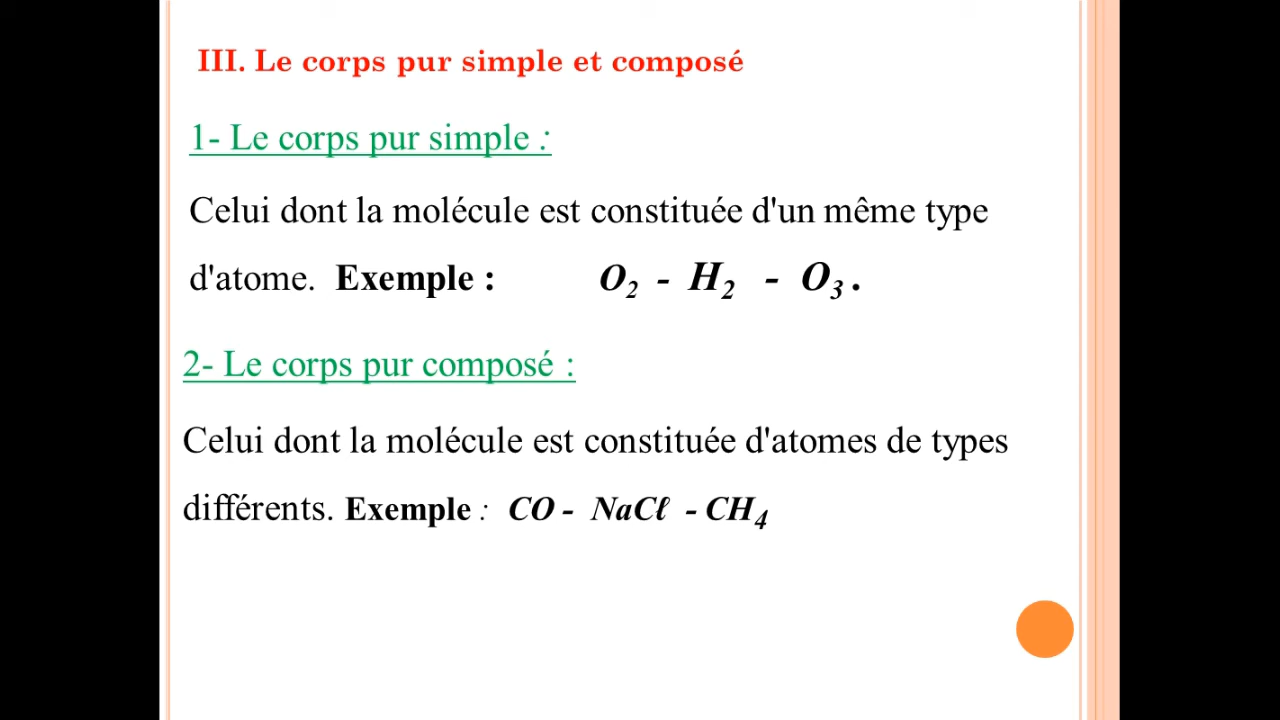 III. Le corps pur simple et composé
1- Le corps pur simple :
Celui dont la molécule est constituée d'un même type
d'atome. Exemple : O₂ - H₂ - O₃ .
2- Le corps pur composé :
Celui dont la molécule est constituée d'atomes de types
différents. Exemple : CO - NaCℓ - CH₄